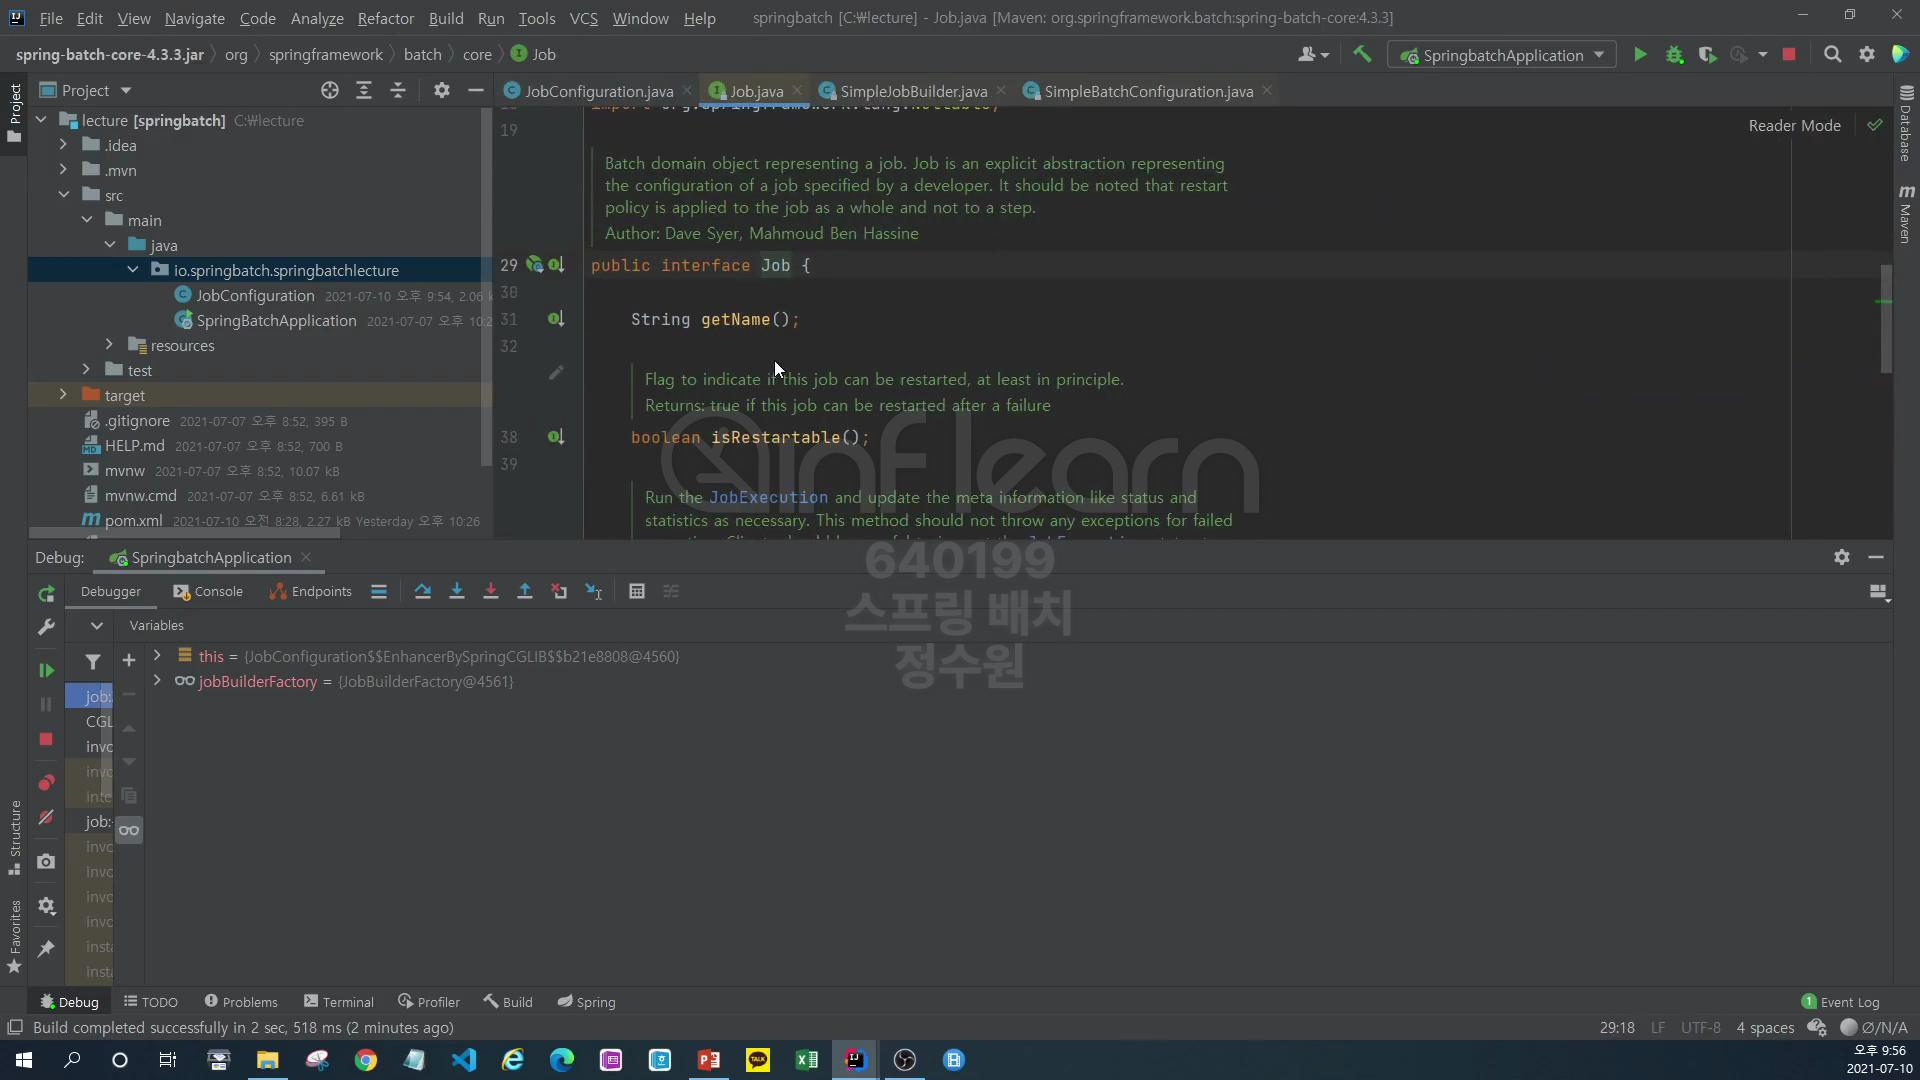 File Edit View Navigate Code Analyze Refactor Build Run Tools VCS Window Help springbatch [C:₩lecture] - Job.java [Maven: org.springframework.batch:spring-batch-core:4.3.3]
spring-batch-core-4.3.3.jar org springframework batch core Job SpringbatchApplication
Project
Project
JobConfiguration.java Job.java SimpleJobBuilder.java SimpleBatchConfiguration.java
Database
Maven
lecture [springbatch] C:₩lecture
.idea
.mvn
src
main
java
io.springbatch.springbatchlecture
JobConfiguration 2021-07-10 오후 9:54, 2.06 k
SpringBatchApplication 2021-07-07 오후 10:2
resources
test
target
.gitignore 2021-07-07 오후 8:52, 395 B
HELP.md 2021-07-07 오후 8:52, 700 B
mvnw 2021-07-07 오후 8:52, 10.07 kB
mvnw.cmd 2021-07-07 오후 8:52, 6.61 kB
pom.xml 2021-07-10 오전 8:28, 2.27 kB Yesterday 오후 10:26
19
Reader Mode
Batch domain object representing a job. Job is an explicit abstraction representing
the configuration of a job specified by a developer. It should be noted that restart
policy is applied to the job as a whole and not to a step.
Author: Dave Syer, Mahmoud Ben Hassine
29 public interface Job {
30
31 String getName();
32
Flag to indicate if this job can be restarted, at least in principle.
Returns: true if this job can be restarted after a failure
38 boolean isRestartable();
39
Run the JobExecution and update the meta information like status and
statistics as necessary. This method should not throw any exceptions for failed
inflearn
640199
스프링 배치
정수원
Debug: SpringbatchApplication
Debugger Console Endpoints
Variables
this = {JobConfiguration$$EnhancerBySpringCGLIB$$b21e8808@4560}
jobBuilderFactory = {JobBuilderFactory@4561}
job:
CGL
invo
invo
inte
job:
invo
invo
invo
invo
insta
insta
Structure
Favorites
Debug TODO Problems Terminal Profiler Build Spring 1 Event Log
Build completed successfully in 2 sec, 518 ms (2 minutes ago) 29:18 LF UTF-8 4 spaces Ø/N/A
TALK
오후 9:56
2021-07-10